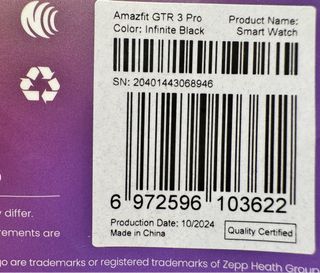 Amazfit GTR 3 Pro
Product Name:
Color: Infinite Black
Smart Watch
SN: 20401443068946
6 972596 103622
Production Date: 10/2024
Made in China
Quality Certified
differ.
rements are
go are trademarks or registered trademarks of Zepp Heath Group